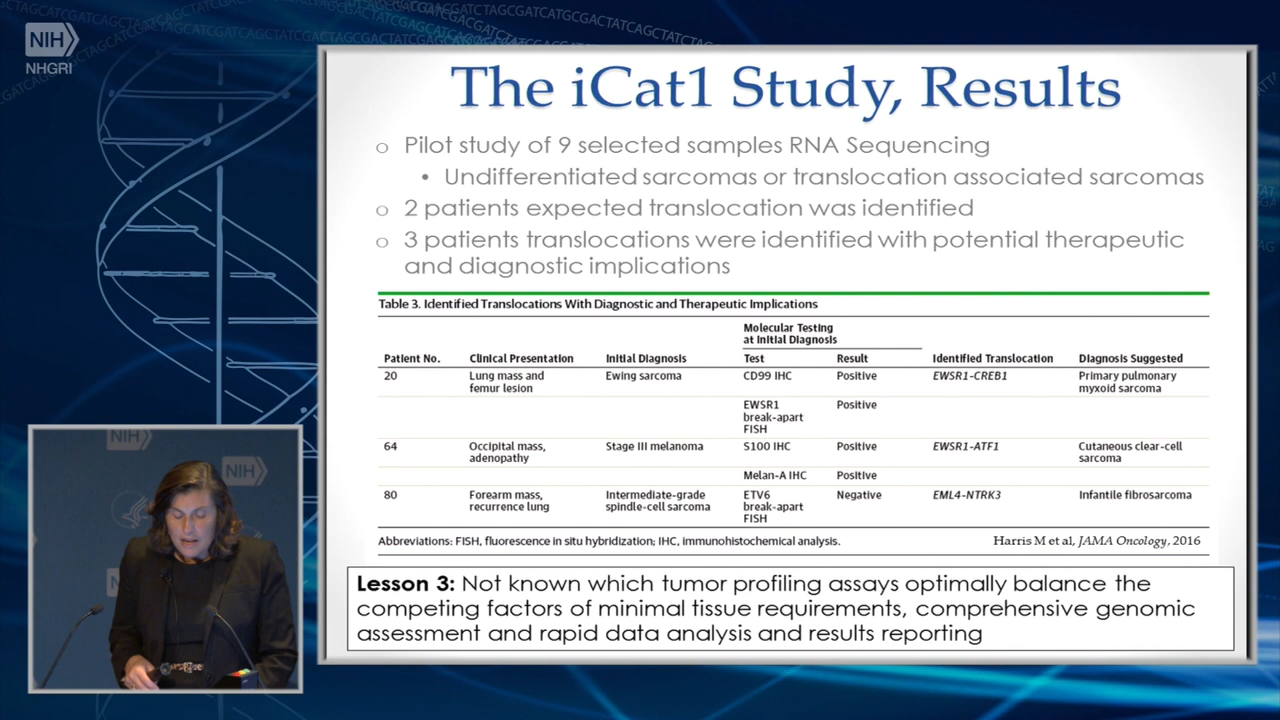 NIH
NHGRI
The iCat1 Study, Results
o Pilot study of 9 selected samples RNA Sequencing
• Undifferentiated sarcomas or translocation associated sarcomas
o 2 patients expected translocation was identified
o 3 patients translocations were identified with potential therapeutic
and diagnostic implications
Table 3. Identified Translocations With Diagnostic and Therapeutic Implications
Molecular Testing
at Initial Diagnosis
Patient No. Clinical Presentation Initial Diagnosis Test Result Identified Translocation Diagnosis Suggested
20 Lung mass and Ewing sarcoma CD99 IHC Positive EWSR1-CREB1 Primary pulmonary
femur lesion myxoid sarcoma
EWSR1 Positive
break-apart
FISH
64 Occipital mass, Stage III melanoma S100 IHC Positive EWSR1-ATF1 Cutaneous clear-cell
adenopathy sarcoma
Melan-A IHC Positive
80 Forearm mass, Intermediate-grade ETV6 Negative EML4-NTRK3 Infantile fibrosarcoma
recurrence lung spindle-cell sarcoma break-apart
FISH
Abbreviations: FISH, fluorescence in situ hybridization; IHC, immunohistochemical analysis. Harris M et al, JAMA Oncology, 2016
Lesson 3: Not known which tumor profiling assays optimally balance the
competing factors of minimal tissue requirements, comprehensive genomic
assessment and rapid data analysis and results reporting
NIH
NIH